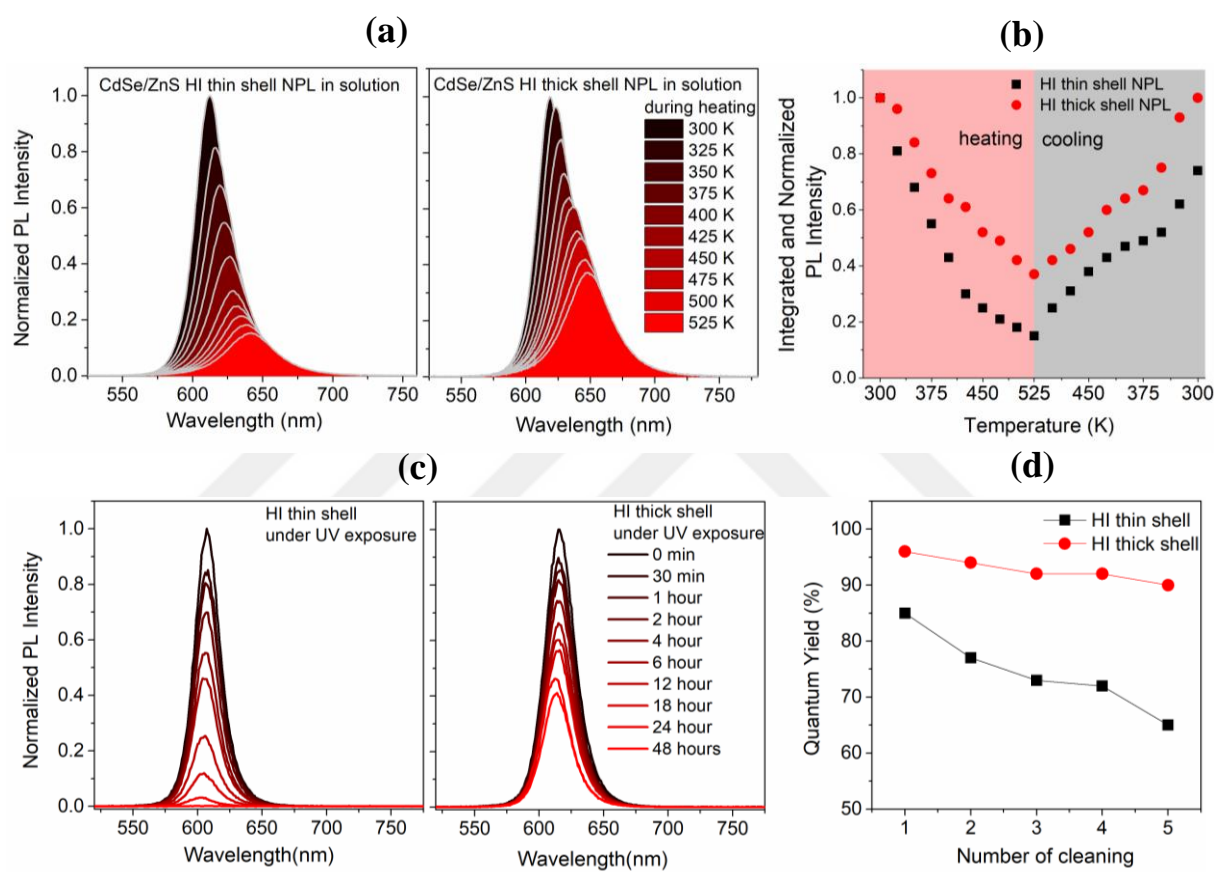 (a)
CdSe/ZnS HI thin shell NPL in solution
Normalized PL Intensity
1.0
0.8
0.6
0.4
0.2
0.0
550 600 650 700 750
Wavelength (nm)
CdSe/ZnS HI thick shell NPL in solution
during heating
300 K
325 K
350 K
375 K
400 K
425 K
450 K
475 K
500 K
525 K
550 600 650 700 750
Wavelength (nm)
(b)
HI thin shell NPL
HI thick shell NPL
heating cooling
Integrated and Normalized
PL Intensity
1.0
0.8
0.6
0.4
0.2
0.0
300 375 450 525 450 375 300
Temperature (K)
(c)
HI thin shell
under UV exposure
Normalized PL Intensity
1.0
0.8
0.6
0.4
0.2
0.0
550 600 650 700 750
Wavelength(nm)
HI thick shell
under UV exposure
0 min
30 min
1 hour
2 hour
4 hour
6 hour
12 hour
18 hour
24 hour
48 hours
550 600 650 700 750
Wavelength(nm)
(d)
HI thin shell
HI thick shell
Quantum Yield (%)
100
90
80
70
60
50
1 2 3 4 5
Number of cleaning